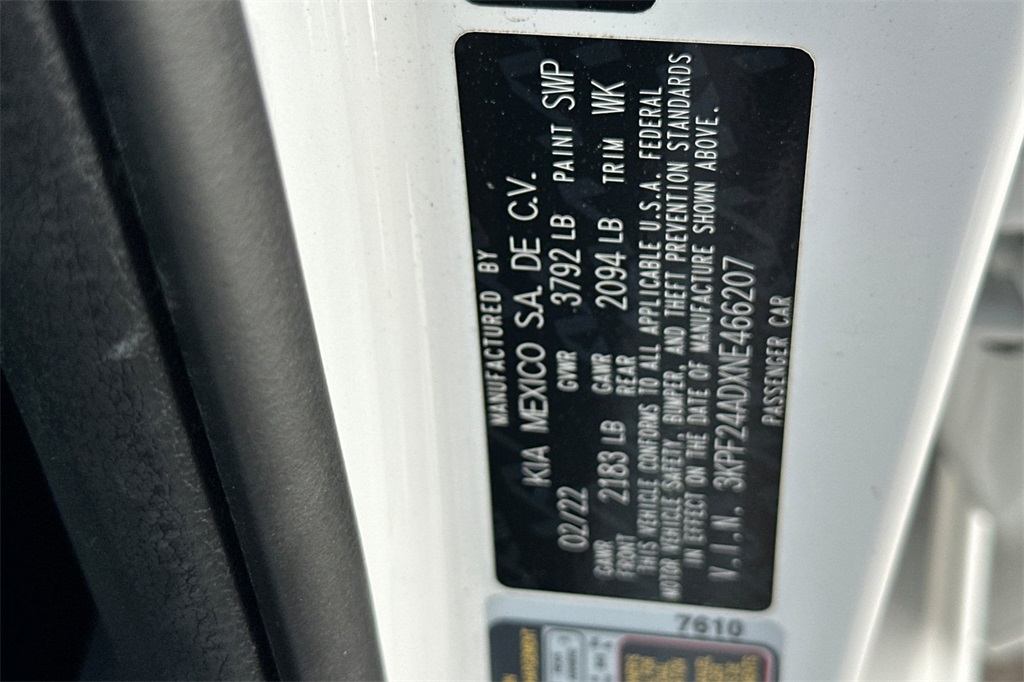 MANUFACTURED BY
KIA MEXICO S.A. DE C.V.
02/22 GVWR 3792 LB PAINT SWP
GAWR FRONT 2183 LB GAWR REAR 2094 LB TRIM WK
THIS VEHICLE CONFORMS TO ALL APPLICABLE U.S.A. FEDERAL
MOTOR VEHICLE SAFETY, BUMPER, AND THEFT PREVENTION STANDARDS
IN EFFECT ON THE DATE OF MANUFACTURE SHOWN ABOVE.
V.I.N. 3KPF24ADXNE466207
PASSENGER CAR
7610